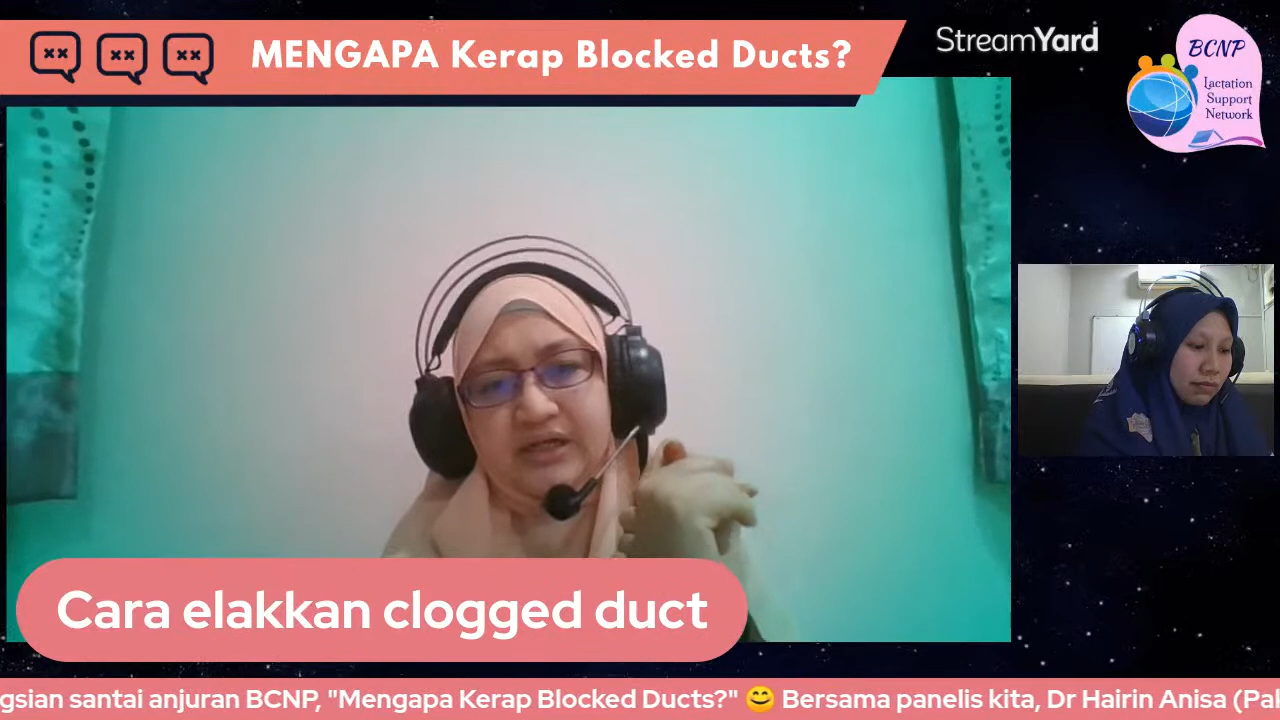 MENGAPA Kerap Blocked Ducts?
StreamYard
BCNP
Lactation
Support
Network
Cara elakkan clogged duct
gsian santai anjuran BCNP, "Mengapa Kerap Blocked Ducts?" 😊 Bersama panelis kita, Dr Hairin Anisa (Pa